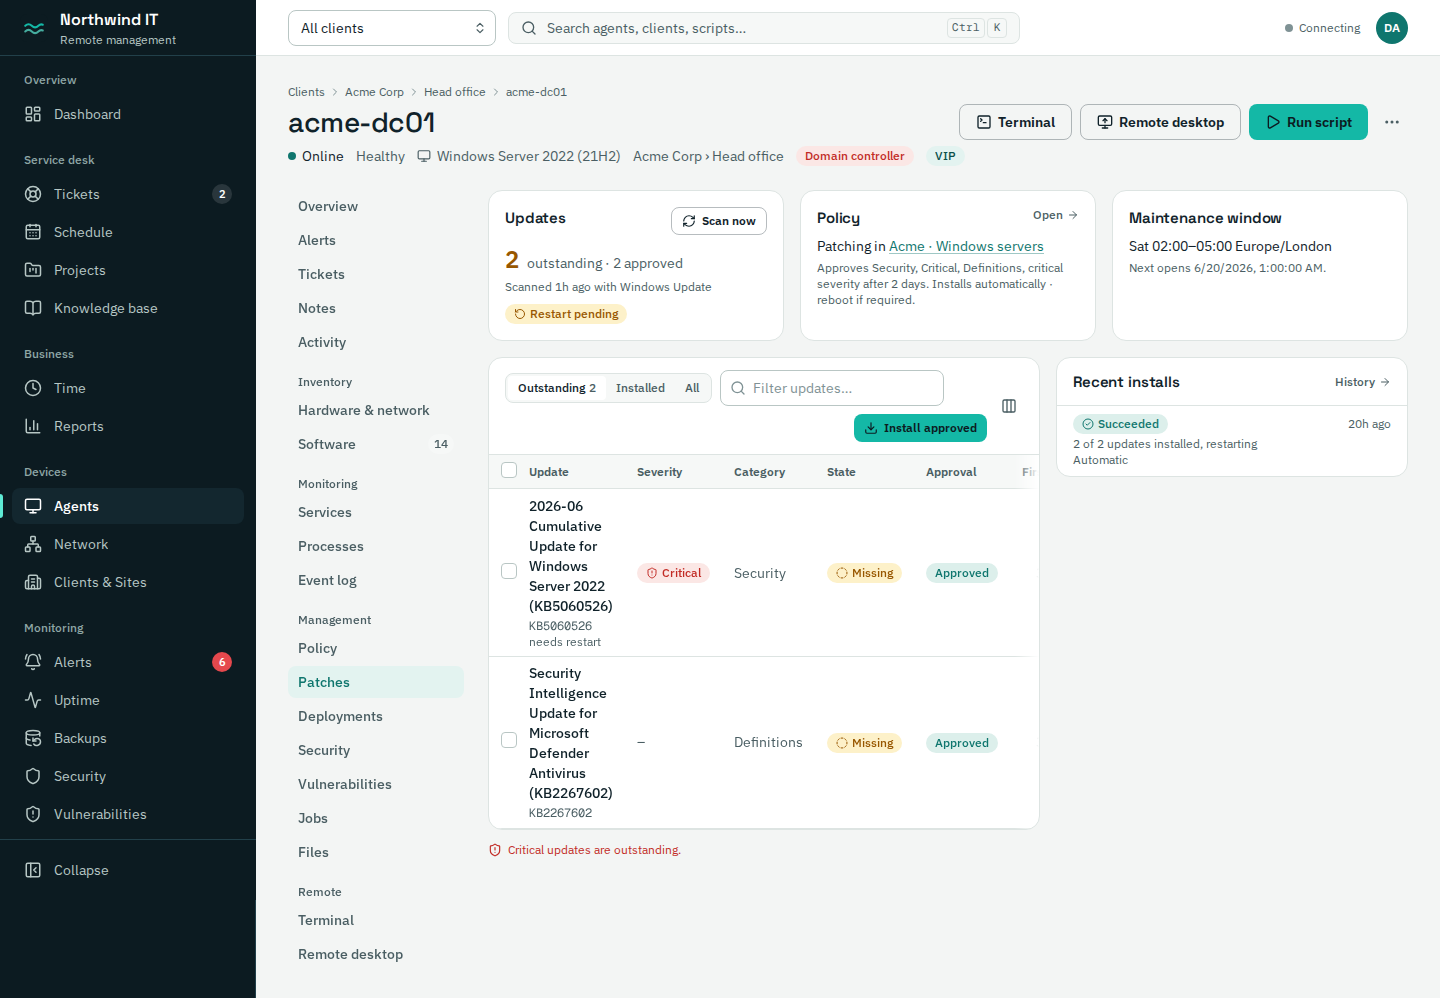 Northwind IT
Remote management
All clients
Search agents, clients, scripts...
Ctrl K
Connecting
DA
Overview
Dashboard
Service desk
Tickets 2
Schedule
Projects
Knowledge base
Business
Time
Reports
Devices
Agents
Network
Clients & Sites
Monitoring
Alerts 6
Uptime
Backups
Security
Vulnerabilities
Collapse
Clients > Acme Corp > Head office > acme-dc01
acme-dc01
Terminal
Remote desktop
Run script
Online Healthy Windows Server 2022 (21H2) Acme Corp › Head office Domain controller VIP
Overview
Alerts
Tickets
Notes
Activity
Inventory
Hardware & network
Software 14
Monitoring
Services
Processes
Event log
Management
Policy
Patches
Deployments
Security
Vulnerabilities
Jobs
Files
Remote
Terminal
Remote desktop
Updates
Scan now
2 outstanding · 2 approved
Scanned 1h ago with Windows Update
Restart pending
Policy
Open
Patching in Acme · Windows servers
Approves Security, Critical, Definitions, critical
severity after 2 days. Installs automatically ·
reboot if required.
Maintenance window
Sat 02:00–05:00 Europe/London
Next opens 6/20/2026, 1:00:00 AM.
Outstanding 2 Installed All
Filter updates...
Install approved
Update Severity Category State Approval
2026-06
Cumulative
Update for
Windows
Server 2022
(KB5060526)
KB5060526
needs restart
Critical
Security
Missing
Approved
Security
Intelligence
Update for
Microsoft
Defender
Antivirus
(KB2267602)
KB2267602
–
Definitions
Missing
Approved
Critical updates are outstanding.
Recent installs
History
Succeeded
20h ago
2 of 2 updates installed, restarting
Automatic